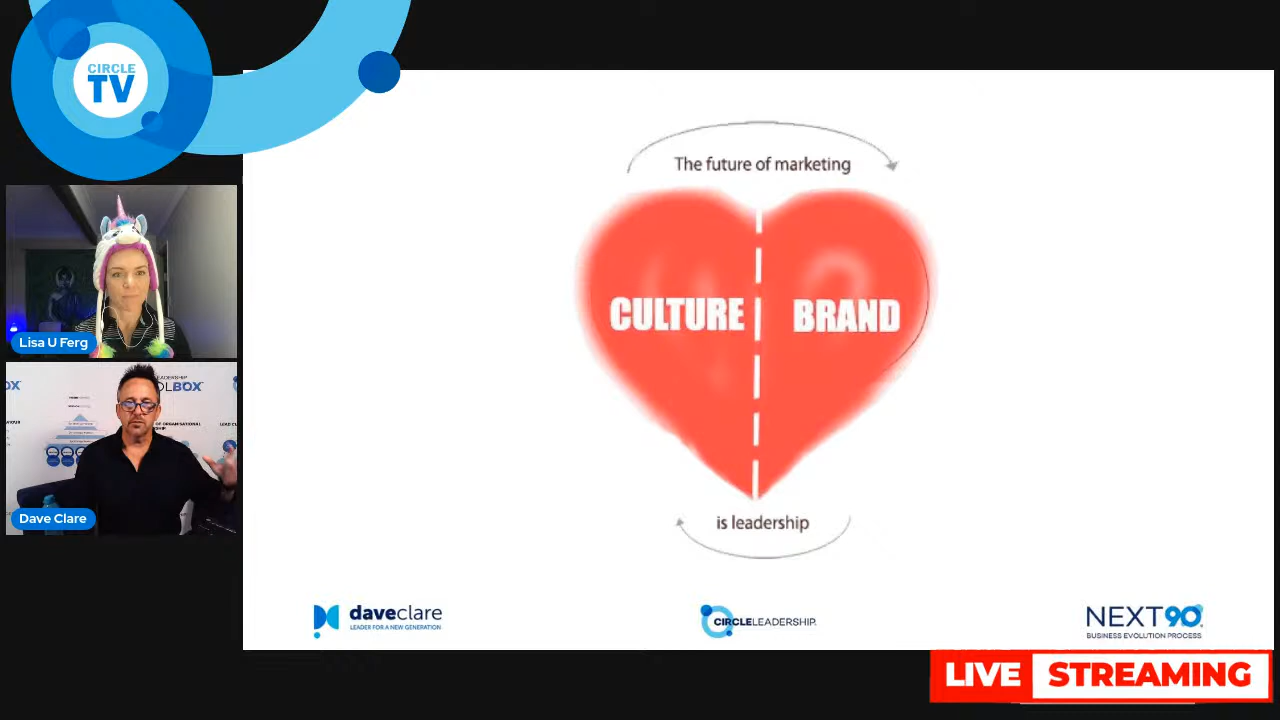 CIRCLE
TV
The future of marketing
CULTURE
BRAND
is leadership
Lisa U Ferg
LEADERSHIP
Dave Clare
daveclare
LEADER FOR A NEW GENERATION
CIRCLELEADERSHIP.
NEXT90
BUSINESS EVOLUTION PROCESS
LIVE STREAMING